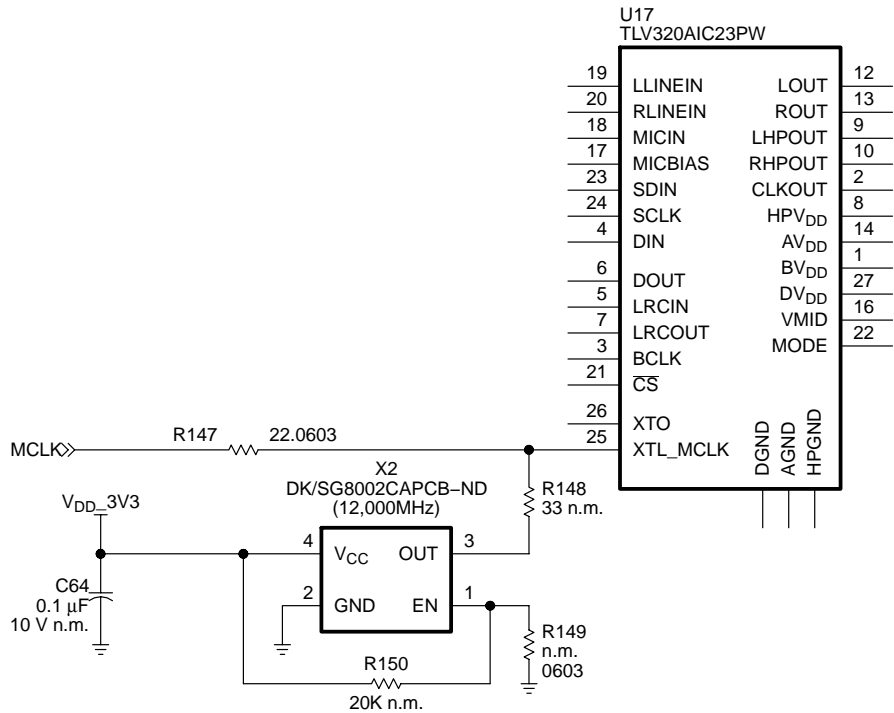 U17
TLV320AIC23PW
19 LLINEIN LOUT 12
20 RLINEIN ROUT 13
18 MICIN LHPOUT 9
17 MICBIAS RHPOUT 10
23 SDIN CLKOUT 2
24 SCLK HPVDD 8
4 DIN AVDD 14
BVDD 1
6 DOUT DVDD 27
5 LRCIN VMID 16
7 LRCOUT MODE 22
3 BCLK
21 CS
26 XTO
25 XTL_MCLK
DGND
AGND
HPGND
MCLK R147 22.0603
X2
DK/SG8002CAPCB–ND
(12,000MHz)
R148
33 n.m.
VDD_3V3
4 VCC OUT 3
2 GND EN 1
C64
0.1 μF
10 V n.m.
R149
n.m.
0603
R150
20K n.m.